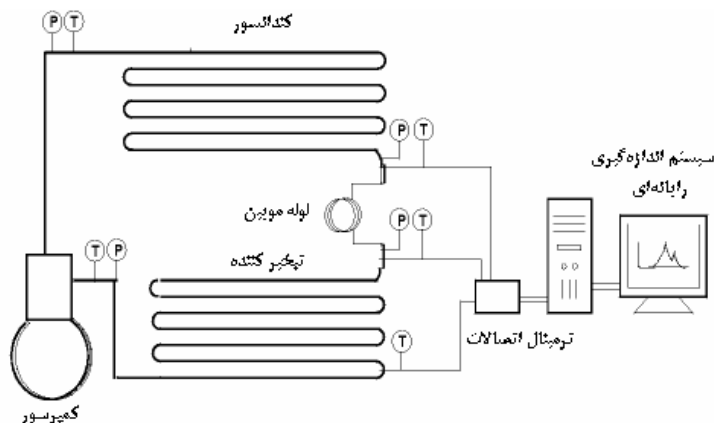 P T
کندانسور
P T
سیستم اندازه‌گیری
رایانه‌ای
لوله مویین
P T
T P
تبخیر کننده
T
ترمینال اتصالات
کمپرسور